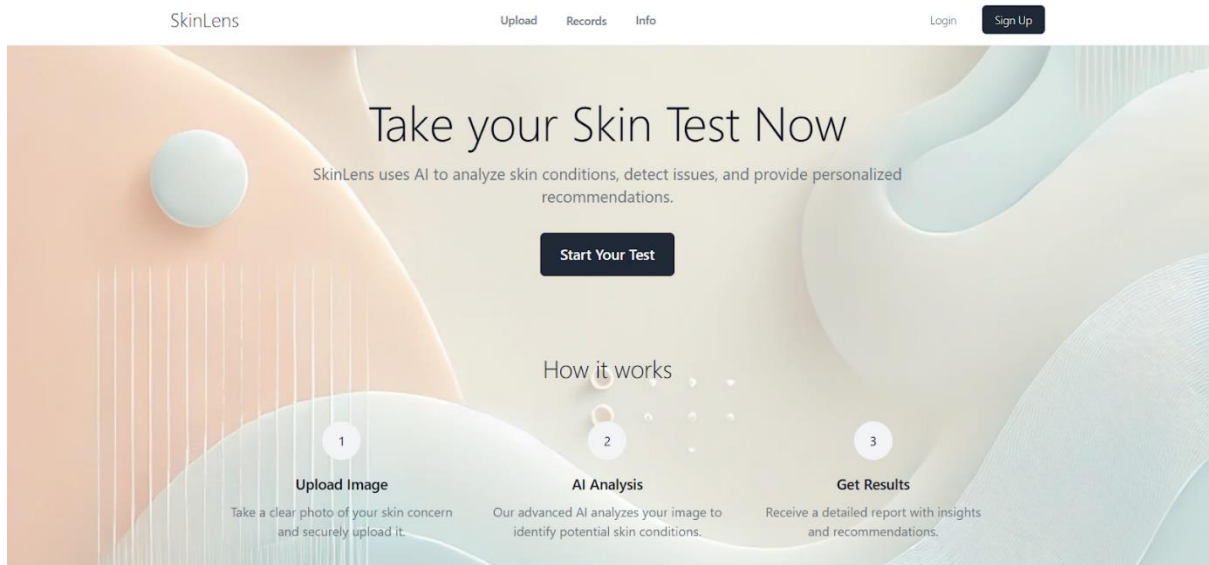 SkinLens
Upload Records Info
Login
Sign Up
Take your Skin Test Now
SkinLens uses AI to analyze skin conditions, detect issues, and provide personalized
recommendations.
Start Your Test
How it works
1
Upload Image
Take a clear photo of your skin concern
and securely upload it.
2
AI Analysis
Our advanced AI analyzes your image to
identify potential skin conditions.
3
Get Results
Receive a detailed report with insights
and recommendations.